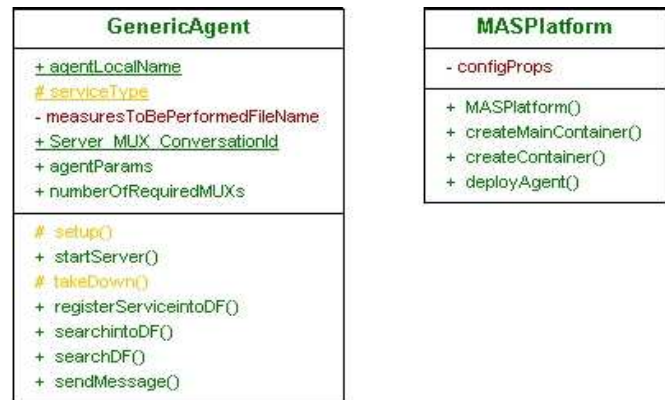 GenericAgent
+ agentLocalName
# serviceType
- measuresToBePerformedFileName
+ Server_MUX_ConversationId
+ agentParams
+ numberOfRequiredMUXs
# setup()
+ startServer()
# takeDown()
+ registerServiceintoDF()
+ searchintoDF()
+ searchDF()
+ sendMessage()
MASPlatform
- configProps
+ MASPlatform()
+ createMainContainer()
+ createContainer()
+ deployAgent()